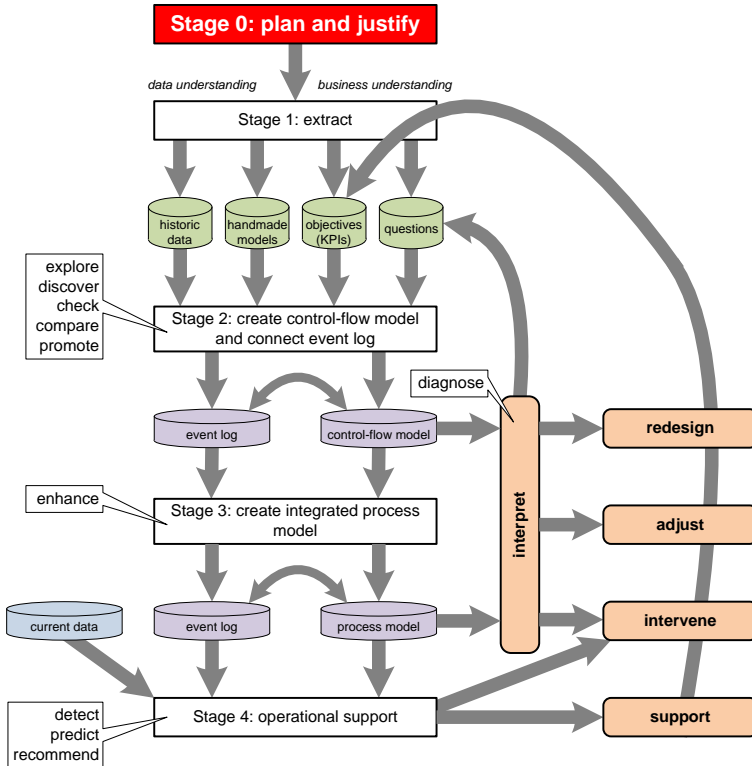 Stage 0: plan and justify
data understanding
business understanding
Stage 1: extract
historic
data
handmade
models
objectives
(KPIs)
questions
explore
discover
check
compare
promote
Stage 2: create control-flow model
and connect event log
diagnose
event log
control-flow model
redesign
enhance
Stage 3: create integrated process
model
interpret
adjust
current data
event log
process model
intervene
detect
predict
recommend
Stage 4: operational support
support